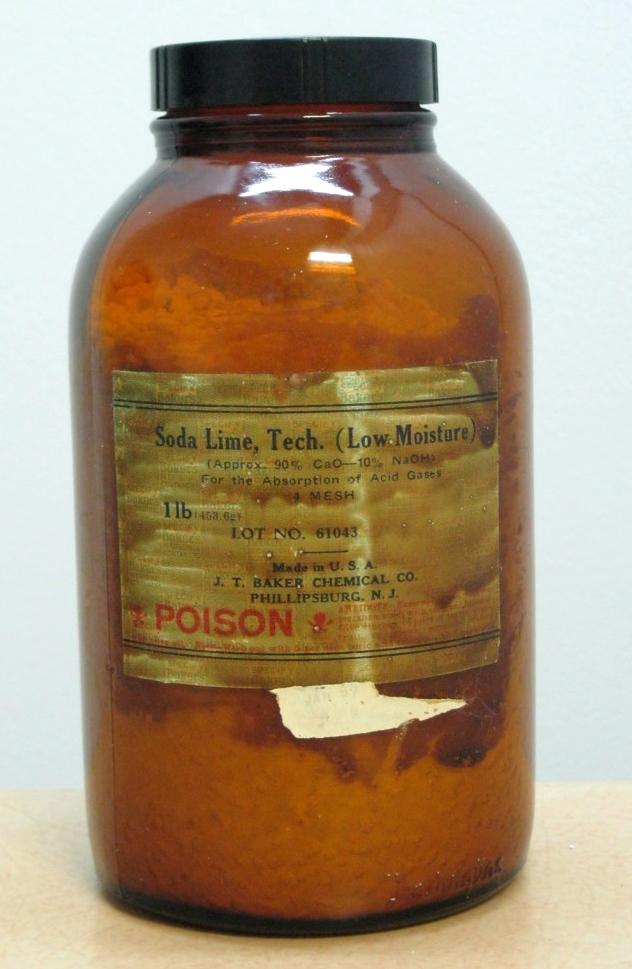 Soda Lime, Tech. (Low Moisture)
(Approx. 90% CaO—10% NaOH)
For the Absorption of Acid Gases
4 MESH
1 lb (453.6g)
LOT NO. 61043
Made in U. S. A.
J. T. BAKER CHEMICAL CO.
PHILLIPSBURG, N. J.
POISON
ANTIDOTE